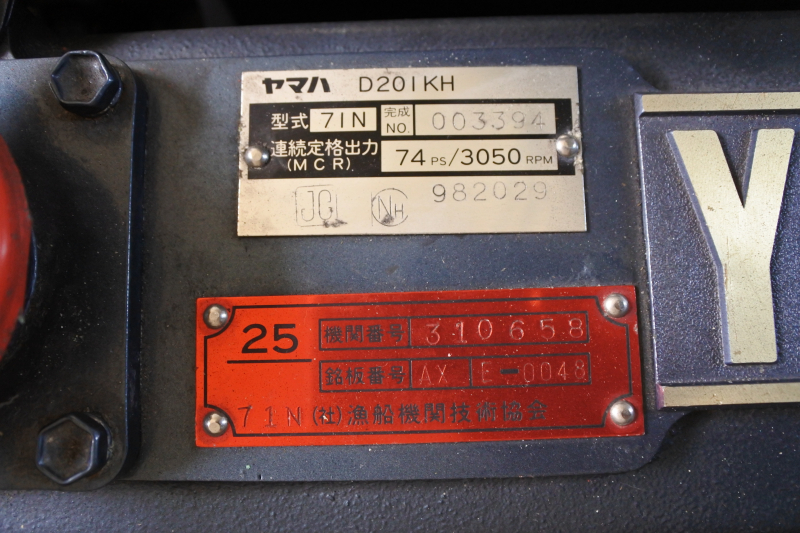 ヤマハ D201KH
型式 71N 完成NO. 003394
連続定格出力(MCR) 74 PS/3050 RPM
JG NH 982029
Y
25 機関番号 310658
銘板番号 AX 1E-0048
71N (社)漁船機関技術協会